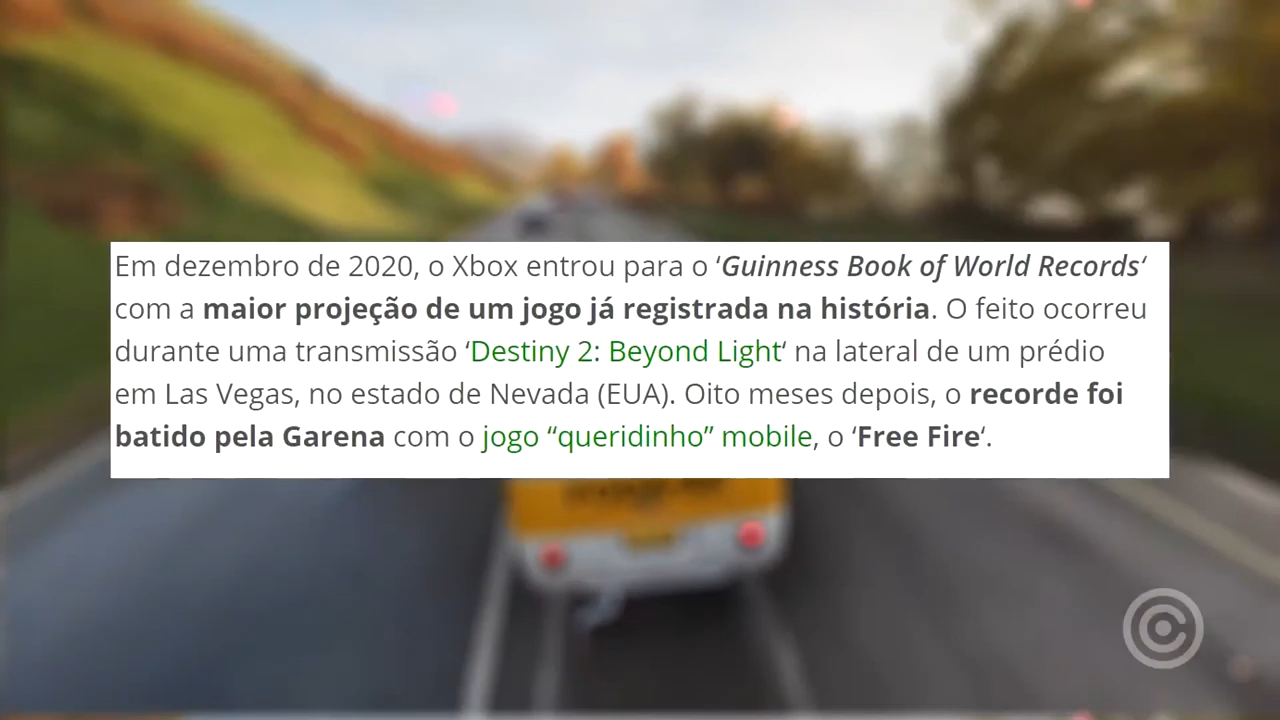 Em dezembro de 2020, o Xbox entrou para o ‘Guinness Book of World Records‘
com a maior projeção de um jogo já registrada na história. O feito ocorreu
durante uma transmissão ‘Destiny 2: Beyond Light‘ na lateral de um prédio
em Las Vegas, no estado de Nevada (EUA). Oito meses depois, o recorde foi
batido pela Garena com o jogo “queridinho” mobile, o ‘Free Fire‘.